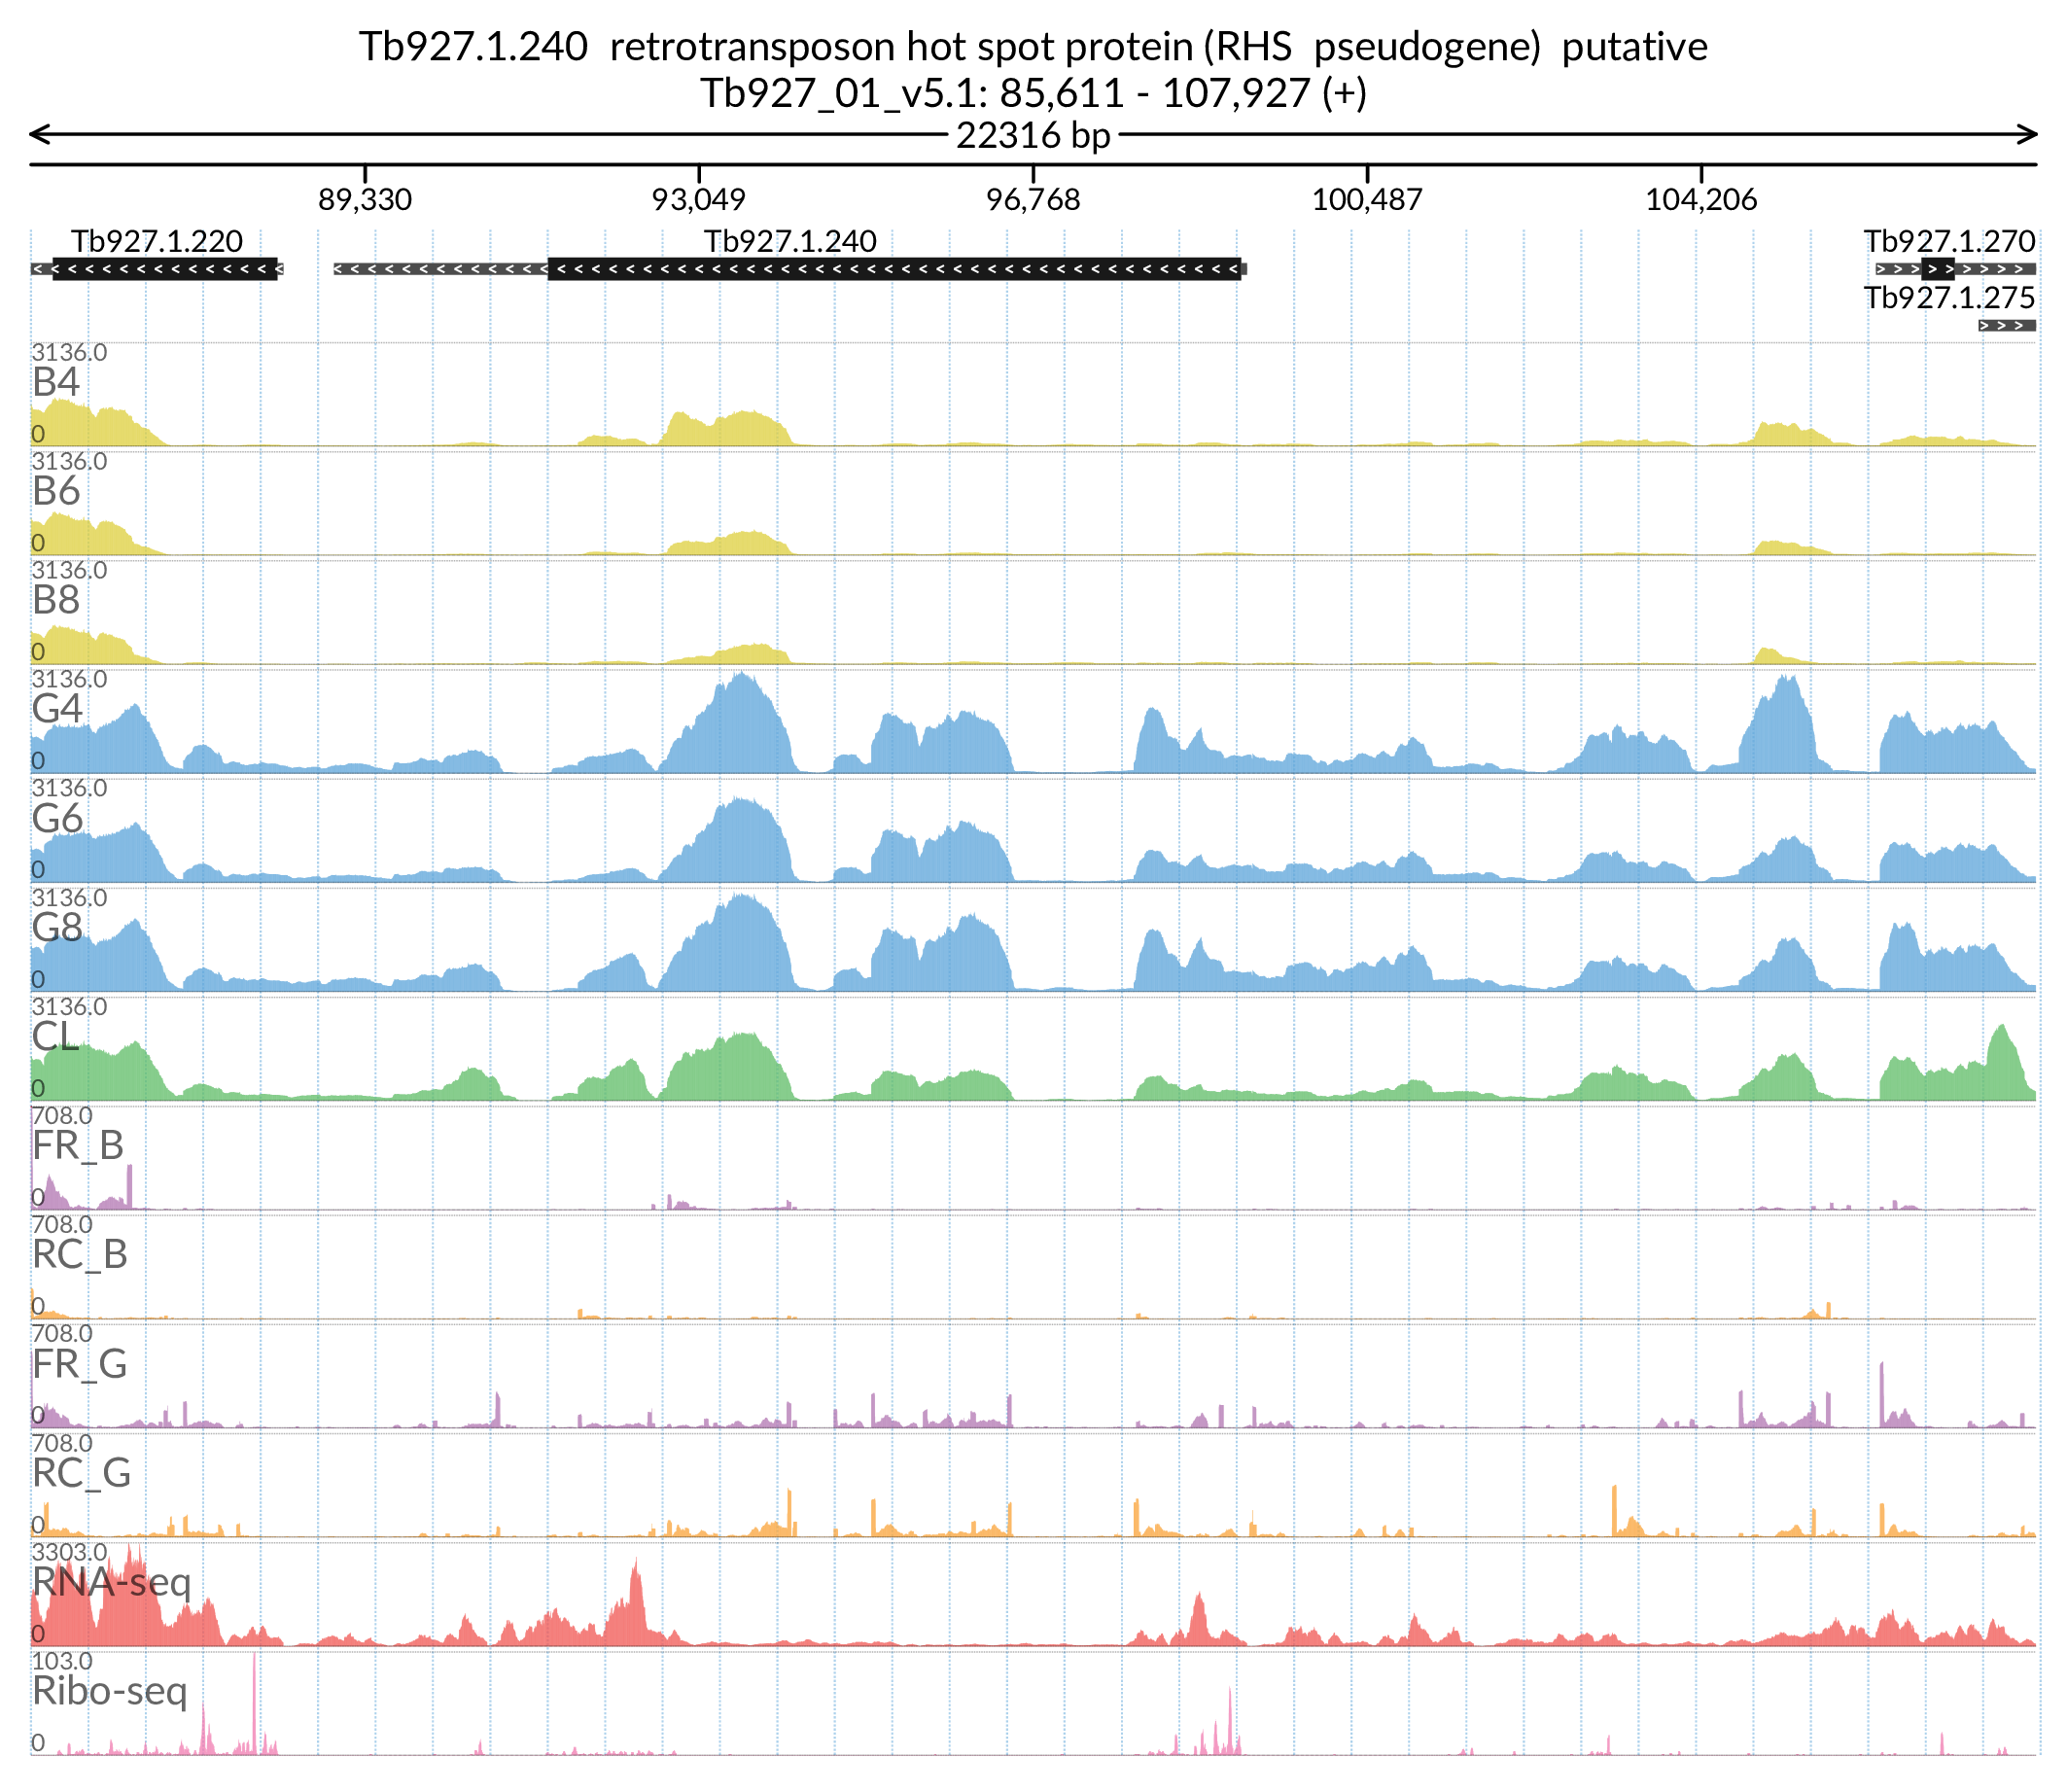 Tb927.1.240  retrotransposon hot spot protein (RHS  pseudogene)  putative
Tb927_01_v5.1: 85,611 - 107,927 (+)
22316 bp
89,330 93,049 96,768 100,487 104,206
Tb927.1.220 Tb927.1.240 Tb927.1.270
Tb927.1.275
3136.0
B4
0
3136.0
B6
0
3136.0
B8
0
3136.0
G4
0
3136.0
G6
0
3136.0
G8
0
3136.0
CL
0
708.0
FR_B
0
708.0
RC_B
0
708.0
FR_G
0
708.0
RC_G
0
3303.0
RNA-seq
0
103.0
Ribo-seq
0